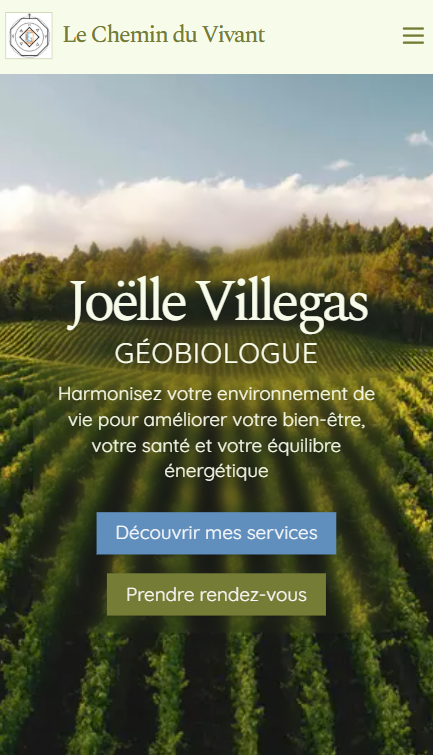 Le Chemin du Vivant
Joëlle Villegas
GÉOBIOLOGUE
Harmonisez votre environnement de
vie pour améliorer votre bien-être,
votre santé et votre équilibre
énergétique
Découvrir mes services
Prendre rendez-vous